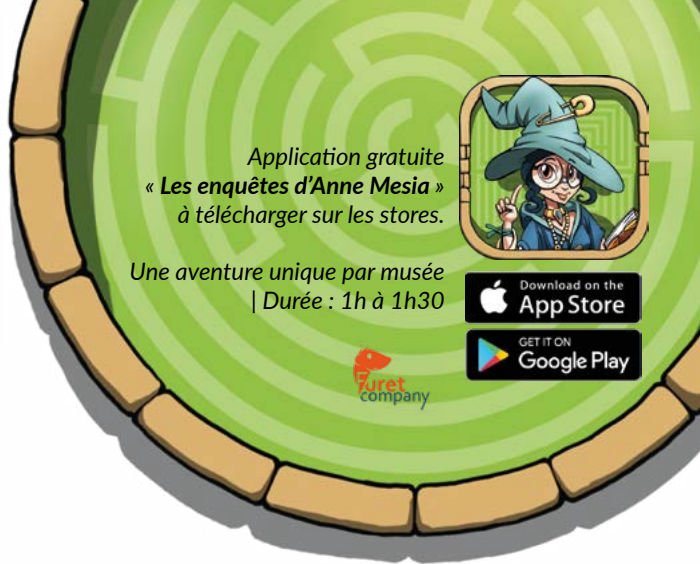 Application gratuite
« Les enquêtes d’Anne Mesia »
à télécharger sur les stores.
Une aventure unique par musée
| Durée : 1h à 1h30
Download on the
App Store
GET IT ON
Google Play
Furet
company